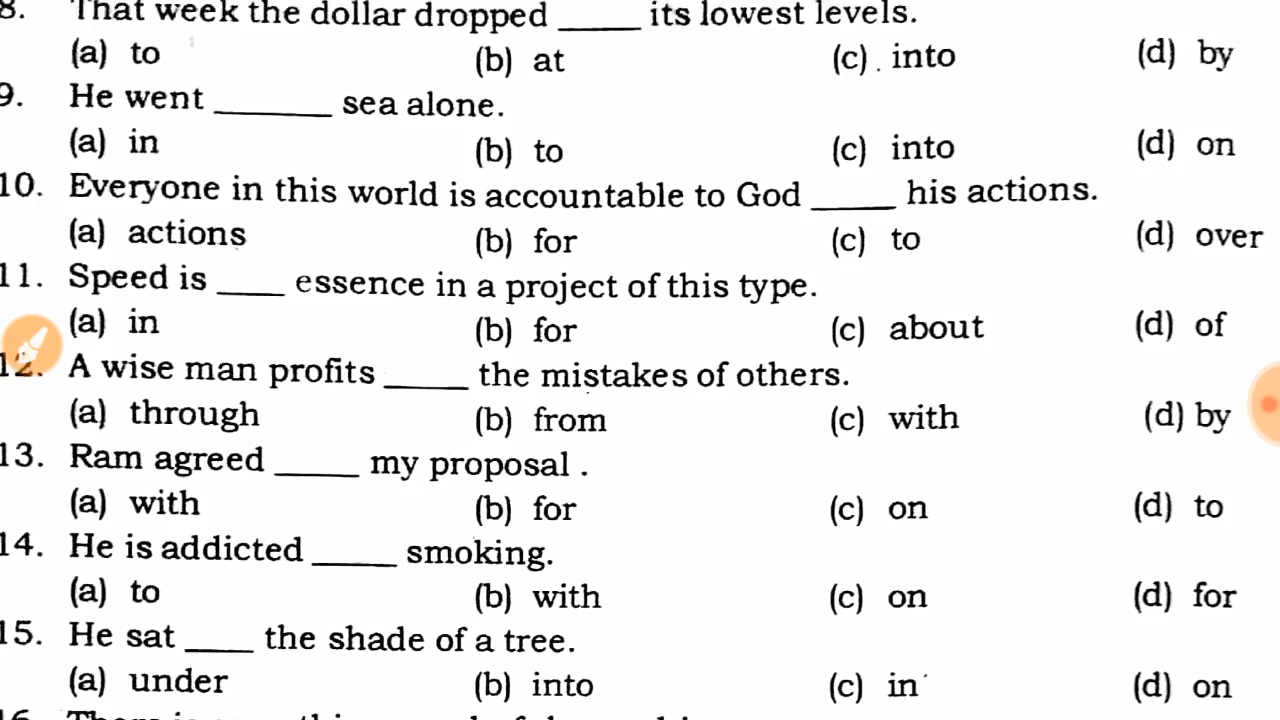 8. That week the dollar dropped _____ its lowest levels.
(a) to (b) at (c) . into (d) by
9. He went _______ sea alone.
(a) in (b) to (c) into (d) on
10. Everyone in this world is accountable to God _____ his actions.
(a) actions (b) for (c) to (d) over
11. Speed is ____ essence in a project of this type.
(a) in (b) for (c) about (d) of
12. A wise man profits _____ the mistakes of others.
(a) through (b) from (c) with (d) by
13. Ram agreed _____ my proposal .
(a) with (b) for (c) on (d) to
14. He is addicted _____ smoking.
(a) to (b) with (c) on (d) for
15. He sat ____ the shade of a tree.
(a) under (b) into (c) in (d) on
16. There is